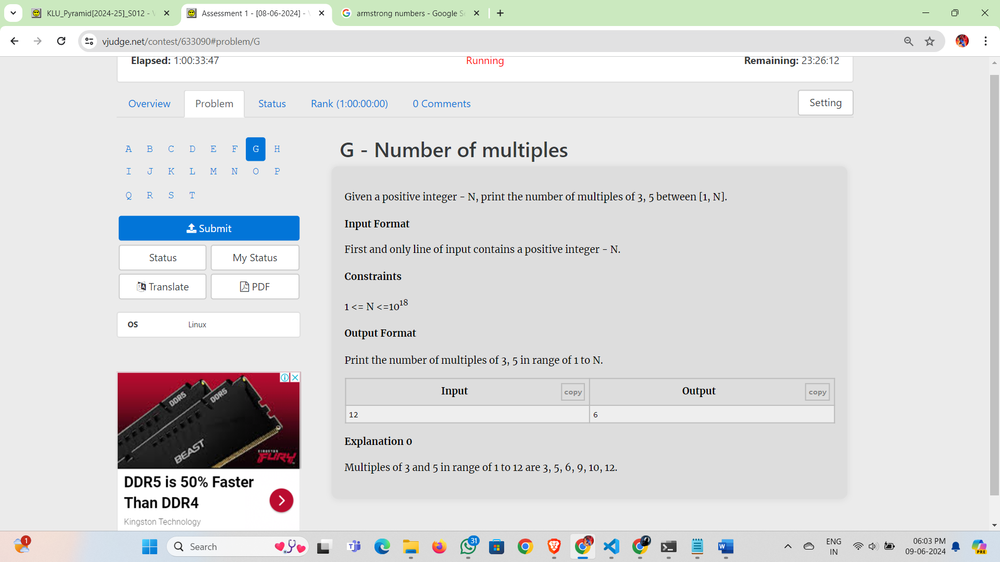 KLU_Pyramid[2024-25]_S012 -
Assessment 1 - [08-06-2024] -
armstrong numbers - Google Se
vjudge.net/contest/633090#problem/G
Elapsed: 1:00:33:47
Running
Remaining: 23:26:12
Overview
Problem
Status
Rank (1:00:00:00)
0 Comments
Setting
A B C D E F G H
I J K L M N O P
Q R S T
Submit
Status
My Status
Translate
PDF
OS Linux
DDR5
DDR5
BEAST
KINGSTON
FURY
DDR5 is 50% Faster
Than DDR4
Kingston Technology
G - Number of multiples
Given a positive integer - N, print the number of multiples of 3, 5 between [1, N].
Input Format
First and only line of input contains a positive integer - N.
Constraints
1 <= N <=10^18
Output Format
Print the number of multiples of 3, 5 in range of 1 to N.
Input copy Output copy
12 6
Explanation 0
Multiples of 3 and 5 in range of 1 to 12 are 3, 5, 6, 9, 10, 12.
1
Search
31
ENG
IN
06:03 PM
09-06-2024
PRE